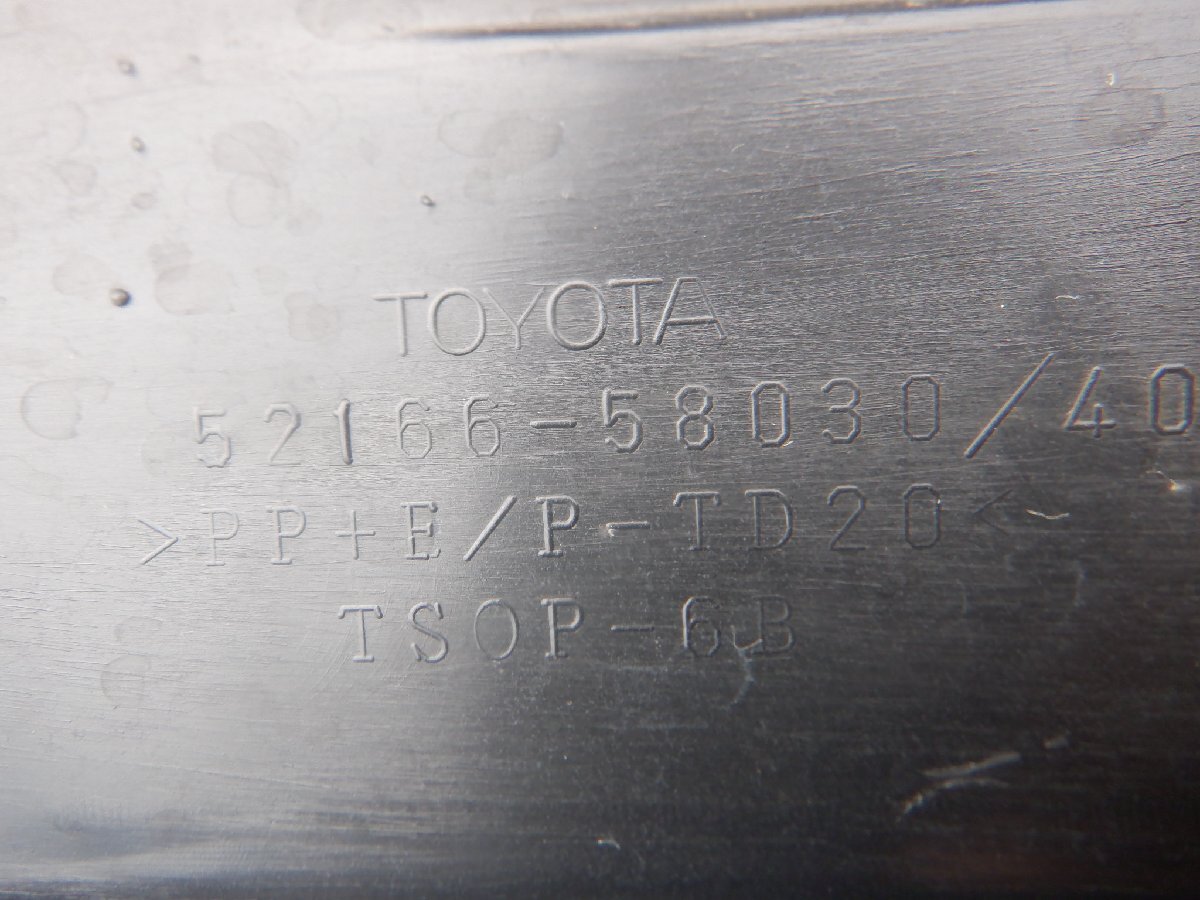 TOYOTA
52166-58030/40
>PP+E/P-TD20<
TSOP-6B